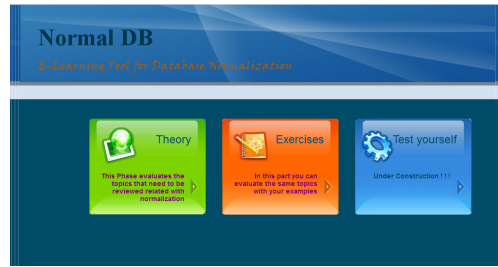 Normal DB
E-Learning Tool for Database Normalization
Theory
This Phase evaluates the
topics that need to be
reviewed related with
normalization
Exercises
In this part you can
evaluate the same topics
with your examples
Test yourself
Under Construction !!!